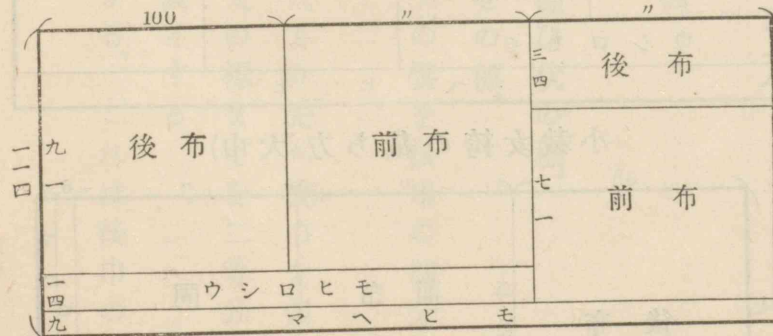 100 〃 〃
三四 後布
一一四 九一 後布 前布 七一 前布
一四 ウシロヒモ
九 マヘヒモ